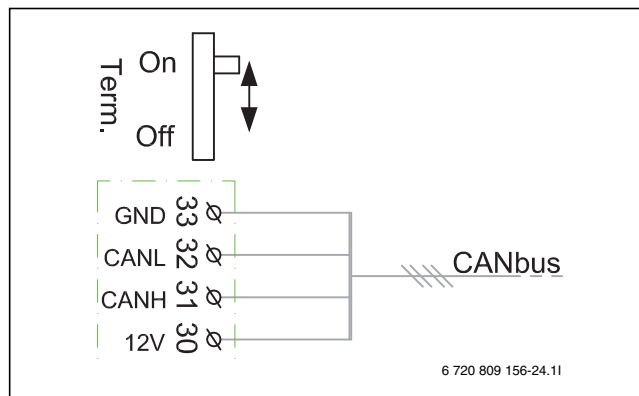 On
Term.
Off
GND 33
CANL 32
CANH 31
12V 30
CANbus
6 720 809 156-24.1I